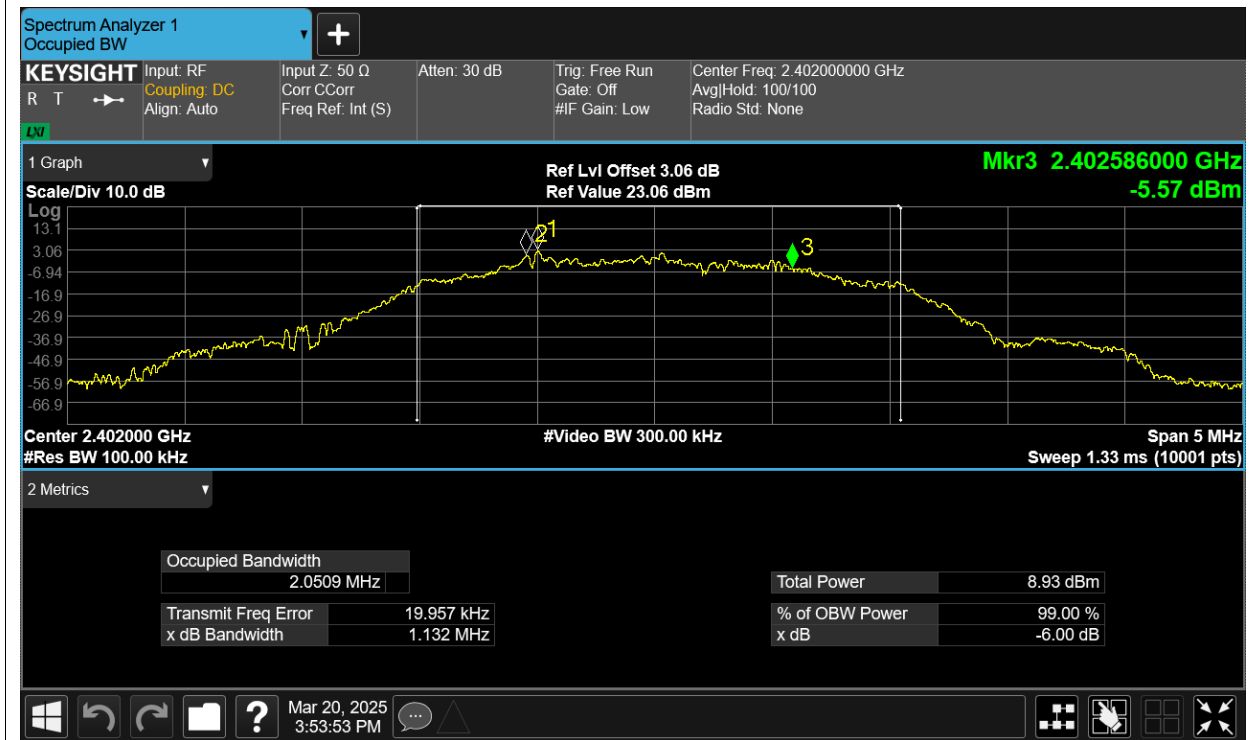 Spectrum Analyzer 1
Occupied BW
KEYSIGHT
R T
LXI
Input: RF
Coupling: DC
Align: Auto
Input Z: 50 Ω
Corr CCorr
Freq Ref: Int (S)
Atten: 30 dB
Trig: Free Run
Gate: Off
#IF Gain: Low
Center Freq: 2.402000000 GHz
Avg|Hold: 100/100
Radio Std: None
1 Graph
Scale/Div 10.0 dB
Ref Lvl Offset 3.06 dB
Ref Value 23.06 dBm
Mkr3 2.402586000 GHz
-5.57 dBm
Log
13.1
3.06
-6.94
-16.9
-26.9
-36.9
-46.9
-56.9
-66.9
2
1
3
Center 2.402000 GHz
#Video BW 300.00 kHz
Span 5 MHz
#Res BW 100.00 kHz
Sweep 1.33 ms (10001 pts)
2 Metrics
Occupied Bandwidth
2.0509 MHz
Total Power 8.93 dBm
Transmit Freq Error 19.957 kHz
% of OBW Power 99.00 %
x dB Bandwidth 1.132 MHz
x dB -6.00 dB
?
Mar 20, 2025
3:53:53 PM